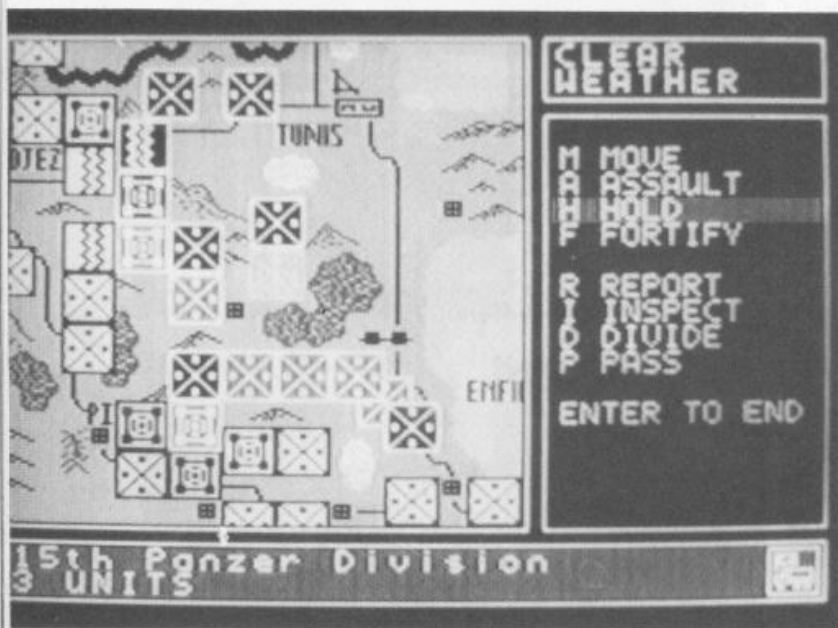 CLEAR
WEATHER
TUNIS
DJEZ
M MOVE
A ASSAULT
H HOLD
F FORTIFY
R REPORT
I INSPECT
D DIVIDE
P PASS
ENFI
PI
ENTER TO END
15th Panzer Division
3 UNITS